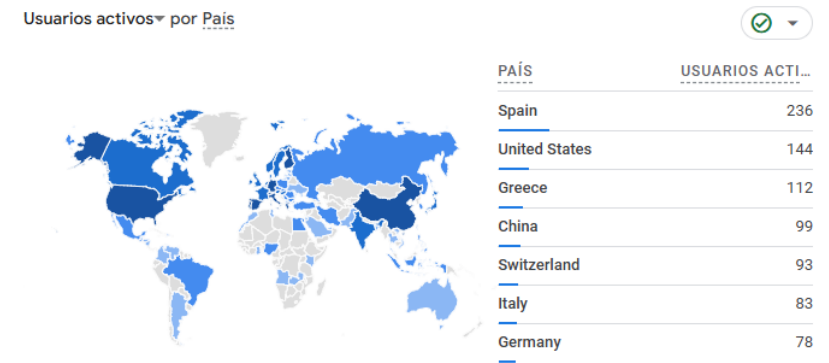 Usuarios activos por País
PAÍS USUARIOS ACTI...
Spain 236
United States 144
Greece 112
China 99
Switzerland 93
Italy 83
Germany 78